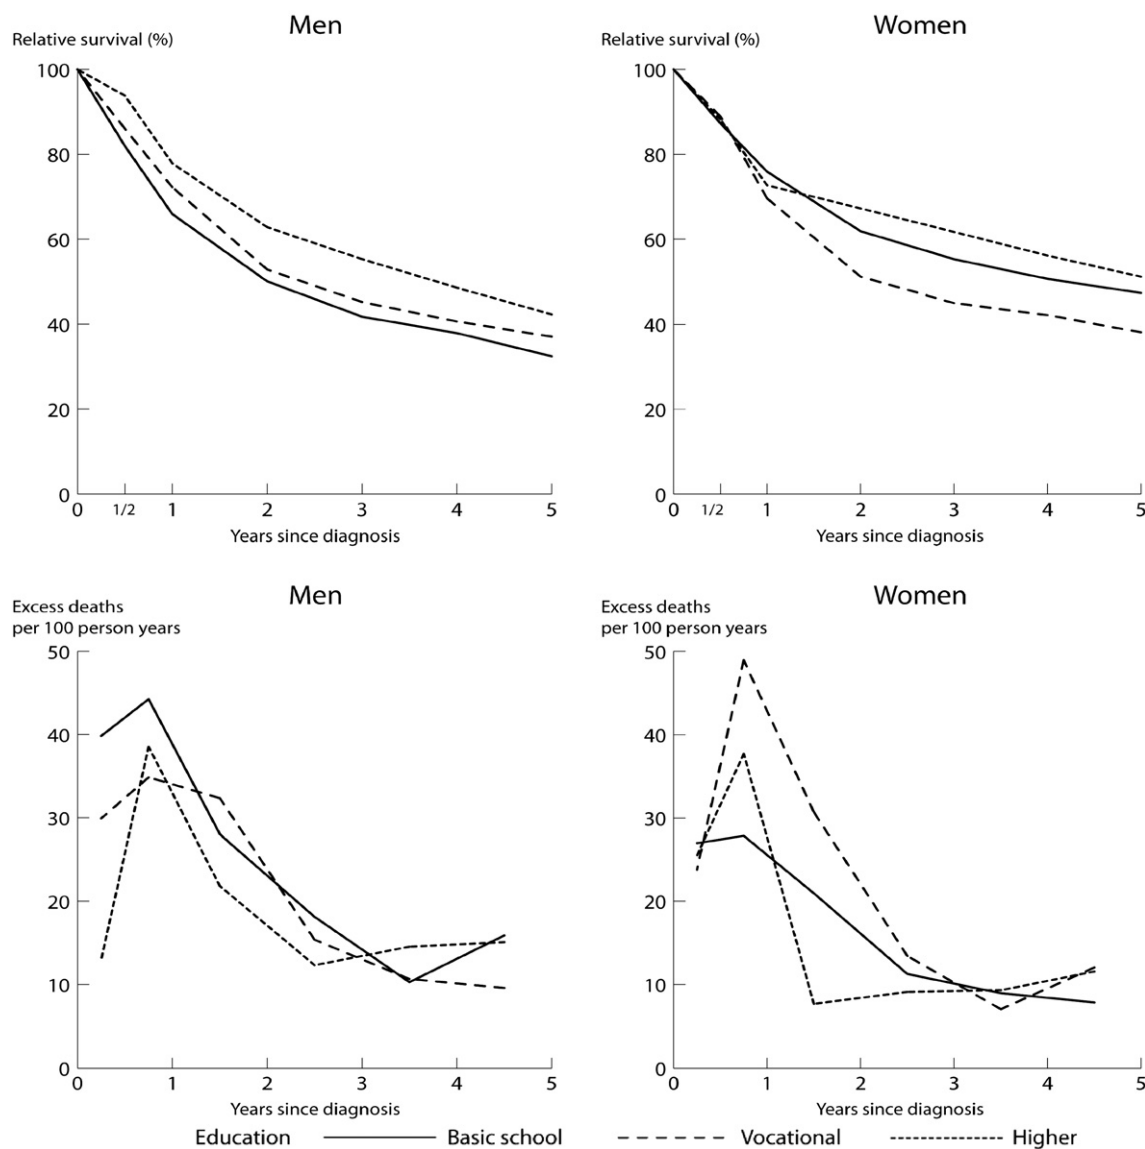 Men
Relative survival (%)
100
80
60
40
20
0
0 1/2 1 2 3 4 5
Years since diagnosis
Women
Relative survival (%)
100
80
60
40
20
0
0 1/2 1 2 3 4 5
Years since diagnosis
Men
Excess deaths
per 100 person years
50
40
30
20
10
0
0 1 2 3 4 5
Years since diagnosis
Women
Excess deaths
per 100 person years
50
40
30
20
10
0
0 1 2 3 4 5
Years since diagnosis
Education Basic school Vocational Higher